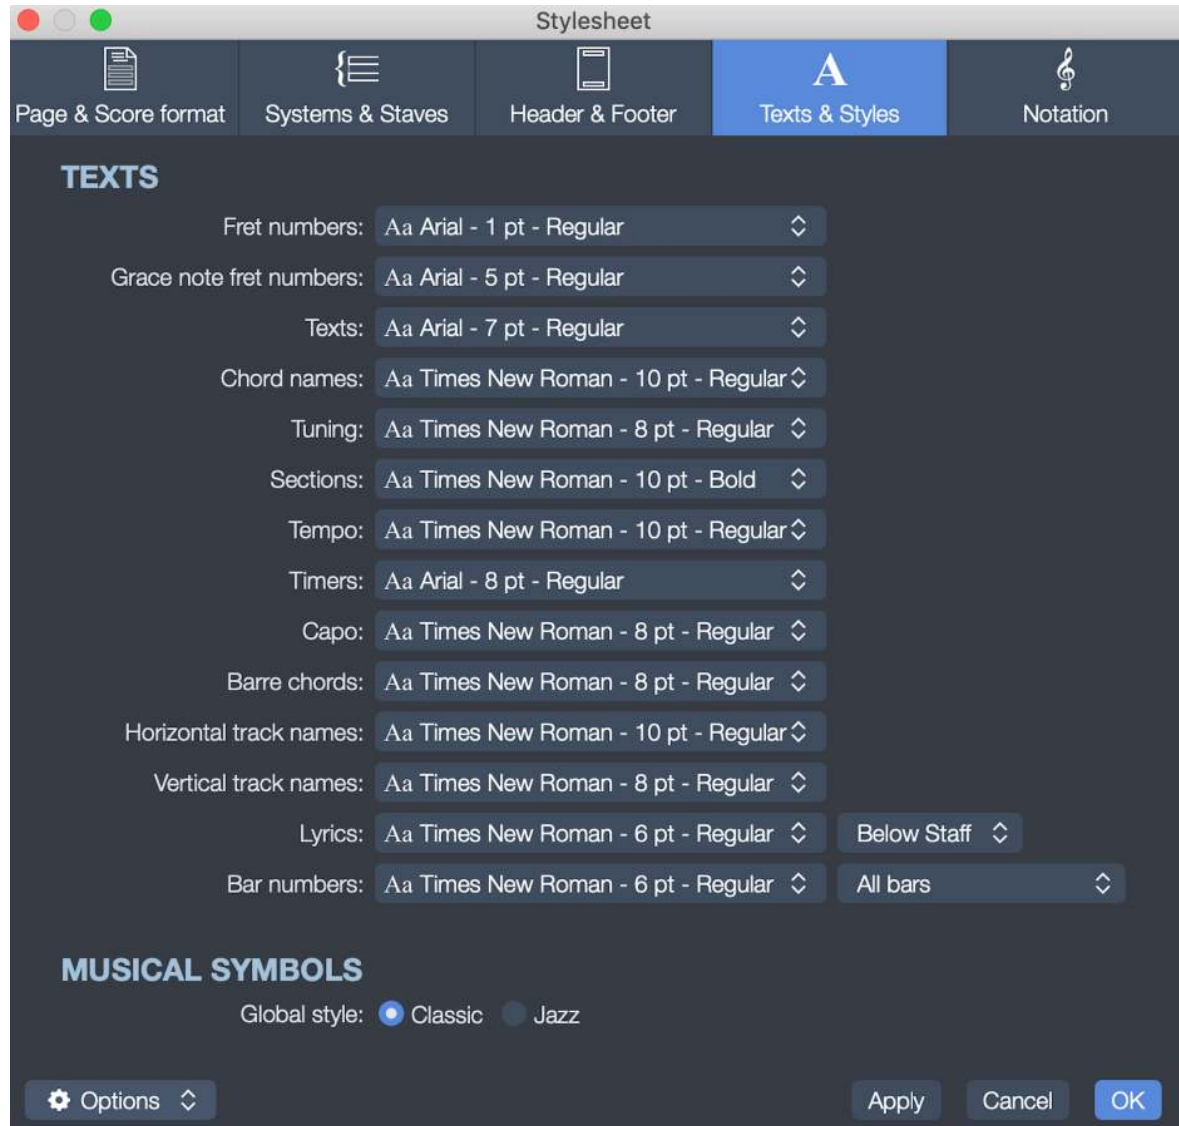 Stylesheet
Page & Score format Systems & Staves Header & Footer Texts & Styles Notation
TEXTS
Fret numbers: Aa Arial - 1 pt - Regular
Grace note fret numbers: Aa Arial - 5 pt - Regular
Texts: Aa Arial - 7 pt - Regular
Chord names: Aa Times New Roman - 10 pt - Regular
Tuning: Aa Times New Roman - 8 pt - Regular
Sections: Aa Times New Roman - 10 pt - Bold
Tempo: Aa Times New Roman - 10 pt - Regular
Timers: Aa Arial - 8 pt - Regular
Capo: Aa Times New Roman - 8 pt - Regular
Barre chords: Aa Times New Roman - 8 pt - Regular
Horizontal track names: Aa Times New Roman - 10 pt - Regular
Vertical track names: Aa Times New Roman - 8 pt - Regular
Lyrics: Aa Times New Roman - 6 pt - Regular Below Staff
Bar numbers: Aa Times New Roman - 6 pt - Regular All bars
MUSICAL SYMBOLS
Global style: Classic Jazz
Options Apply Cancel OK